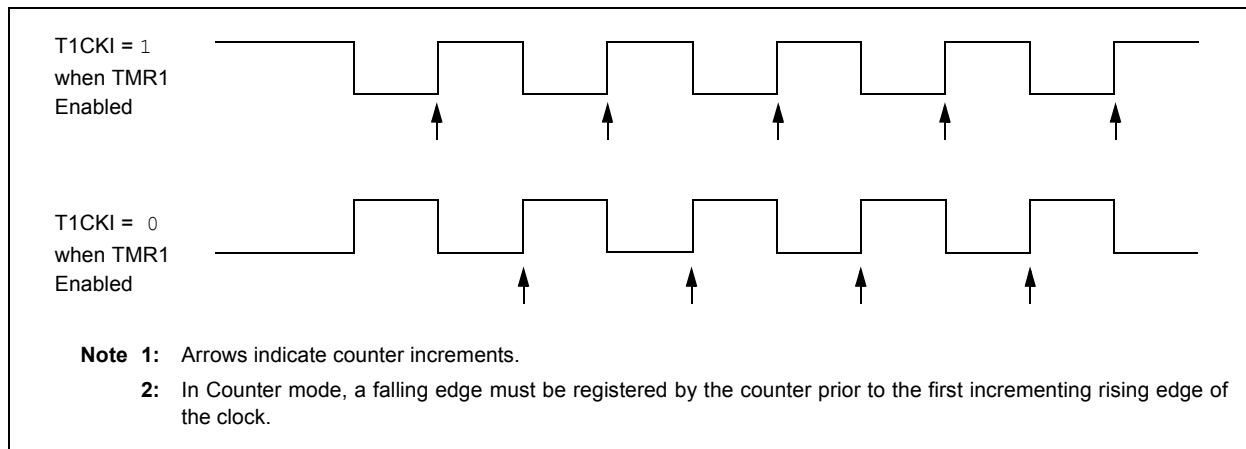 T1CKI = 1
when TMR1
Enabled
T1CKI = 0
when TMR1
Enabled
Note 1: Arrows indicate counter increments.
2: In Counter mode, a falling edge must be registered by the counter prior to the first incrementing rising edge of
the clock.